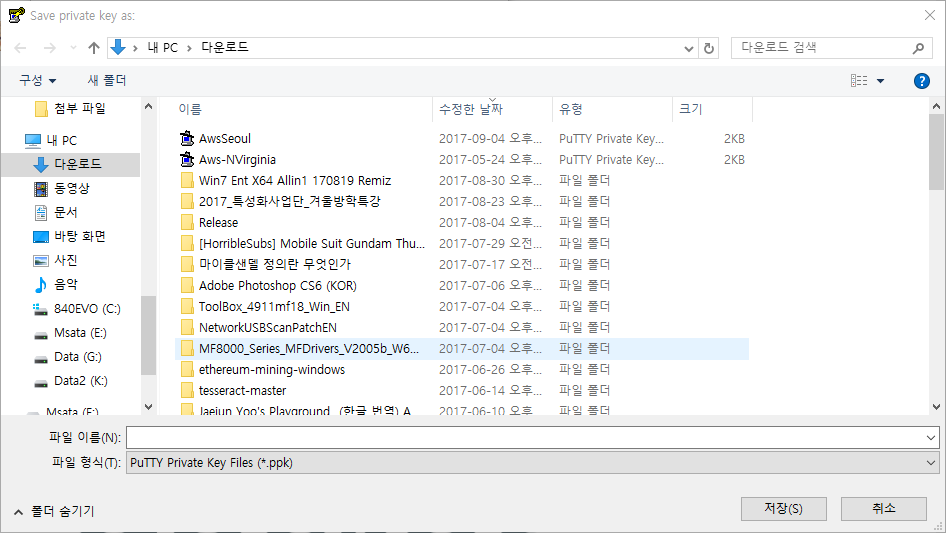 Save private key as:
내 PC 다운로드 다운로드 검색
구성 새 폴더
첨부 파일
내 PC
다운로드
동영상
문서
바탕 화면
사진
음악
840EVO (C:)
Msata (E:)
Data (G:)
Data2 (K:)
Msata (E:)
이름 수정한 날짜 유형 크기
AwsSeoul 2017-09-04 오후... PuTTY Private Key... 2KB
Aws-NVirginia 2017-05-24 오후... PuTTY Private Key... 2KB
Win7 Ent X64 Allin1 170819 Remiz 2017-08-30 오후... 파일 폴더
2017_특성화사업단_겨울방학특강 2017-08-23 오후... 파일 폴더
Release 2017-08-04 오후... 파일 폴더
[HorribleSubs] Mobile Suit Gundam Thu... 2017-07-29 오전... 파일 폴더
마이클샌델 정의란 무엇인가 2017-07-17 오전... 파일 폴더
Adobe Photoshop CS6 (KOR) 2017-07-06 오후... 파일 폴더
ToolBox_4911mf18_Win_EN 2017-07-04 오후... 파일 폴더
NetworkUSBScanPatchEN 2017-07-04 오후... 파일 폴더
MF8000_Series_MFDrivers_V2005b_W6... 2017-07-04 오후... 파일 폴더
ethereum-mining-windows 2017-06-26 오후... 파일 폴더
tesseract-master 2017-06-14 오후... 파일 폴더
Jaejun Yoo's Playground_ (한글 번역) A 2017-06-10 오후 파일 폴더
파일 이름(N):
파일 형식(T): PuTTY Private Key Files (*.ppk)
폴더 숨기기 저장(S) 취소